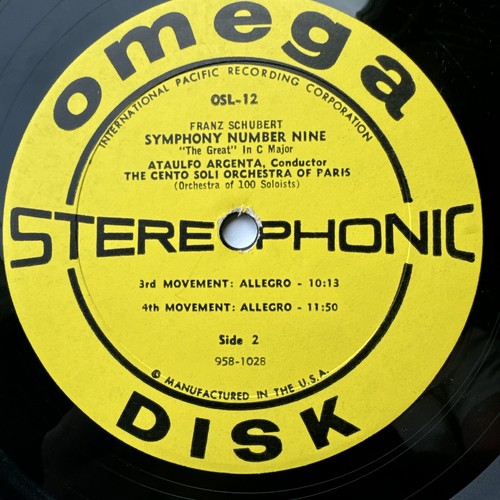 omega
INTERNATIONAL PACIFIC RECORDING CORPORATION
OSL-12
FRANZ SCHUBERT
SYMPHONY NUMBER NINE
"The Great" In C Major
ATAULFO ARGENTA, Conductor
THE CENTO SOLI ORCHESTRA OF PARIS
(Orchestra of 100 Soloists)
STEREOPHONIC
3rd MOVEMENT: ALLEGRO - 10:13
4th MOVEMENT: ALLEGRO - 11:50
Side 2
958-1028
© MANUFACTURED IN THE U.S.A.
DISK